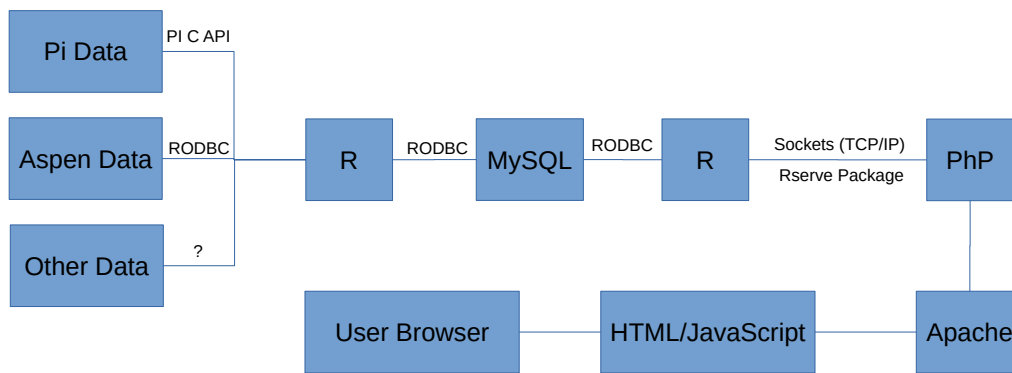 Pi Data
PI C API
Aspen Data
RODBC
Other Data
?
R
RODBC
MySQL
RODBC
R
Sockets (TCP/IP)
Rserve Package
PhP
User Browser
HTML/JavaScript
Apache